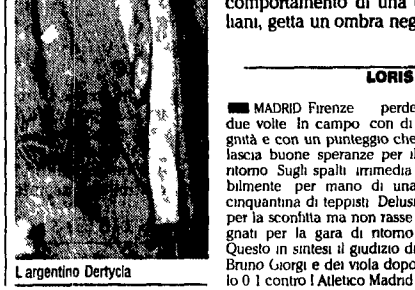 comportamento di una
liani, getta un ombra neg
LORIS
MADRID Firenze perde
due volte In campo con di
gnità e con un punteggio che
lascia buone speranze per il
ritorno Sugli spalti irrimedia
bilmente per mano di una
cinquantina di teppisti Delusi
per la sconfitta ma non rasse
gnati per la gara di ritorno
Questo in sintesi il giudizio di
Bruno Giorgi e dei viola dopo
lo 0 1 contro l Atletico Madrid
L argentino Dertycia